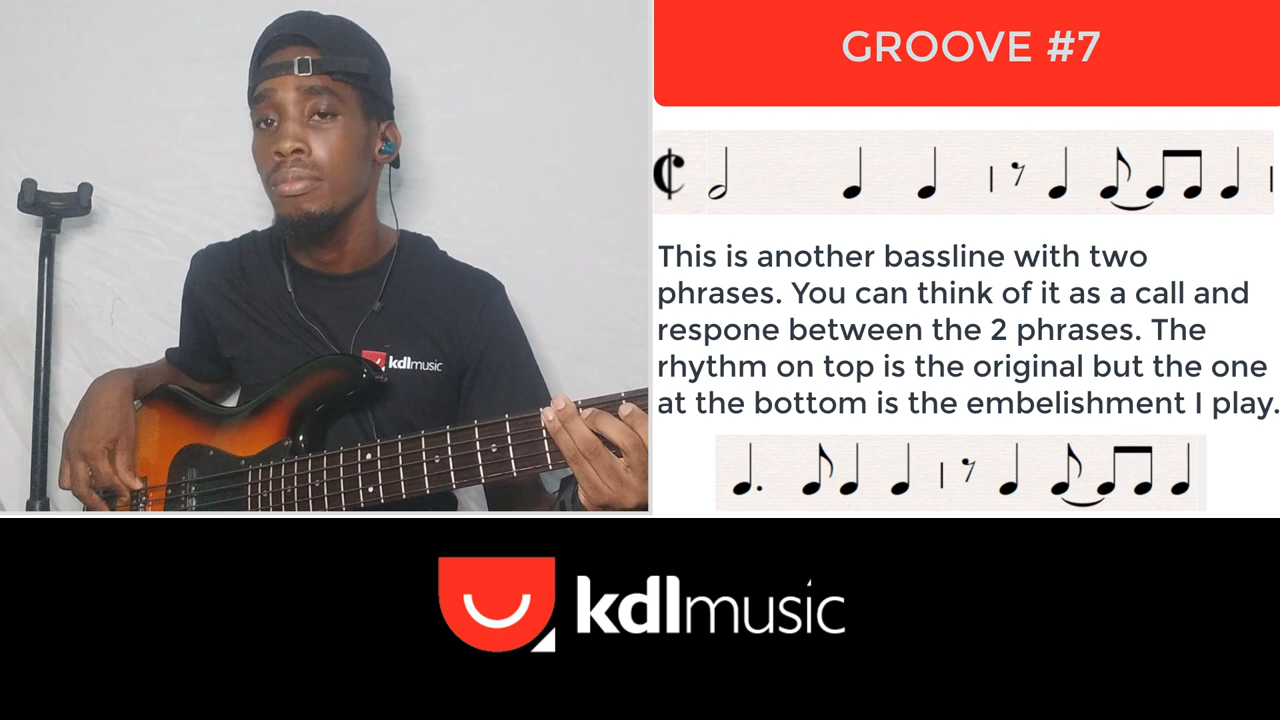 GROOVE #7
This is another bassline with two
phrases. You can think of it as a call and
respone between the 2 phrases. The
rhythm on top is the original but the one
at the bottom is the embelishment I play.
kdlmusic
kdlmusic